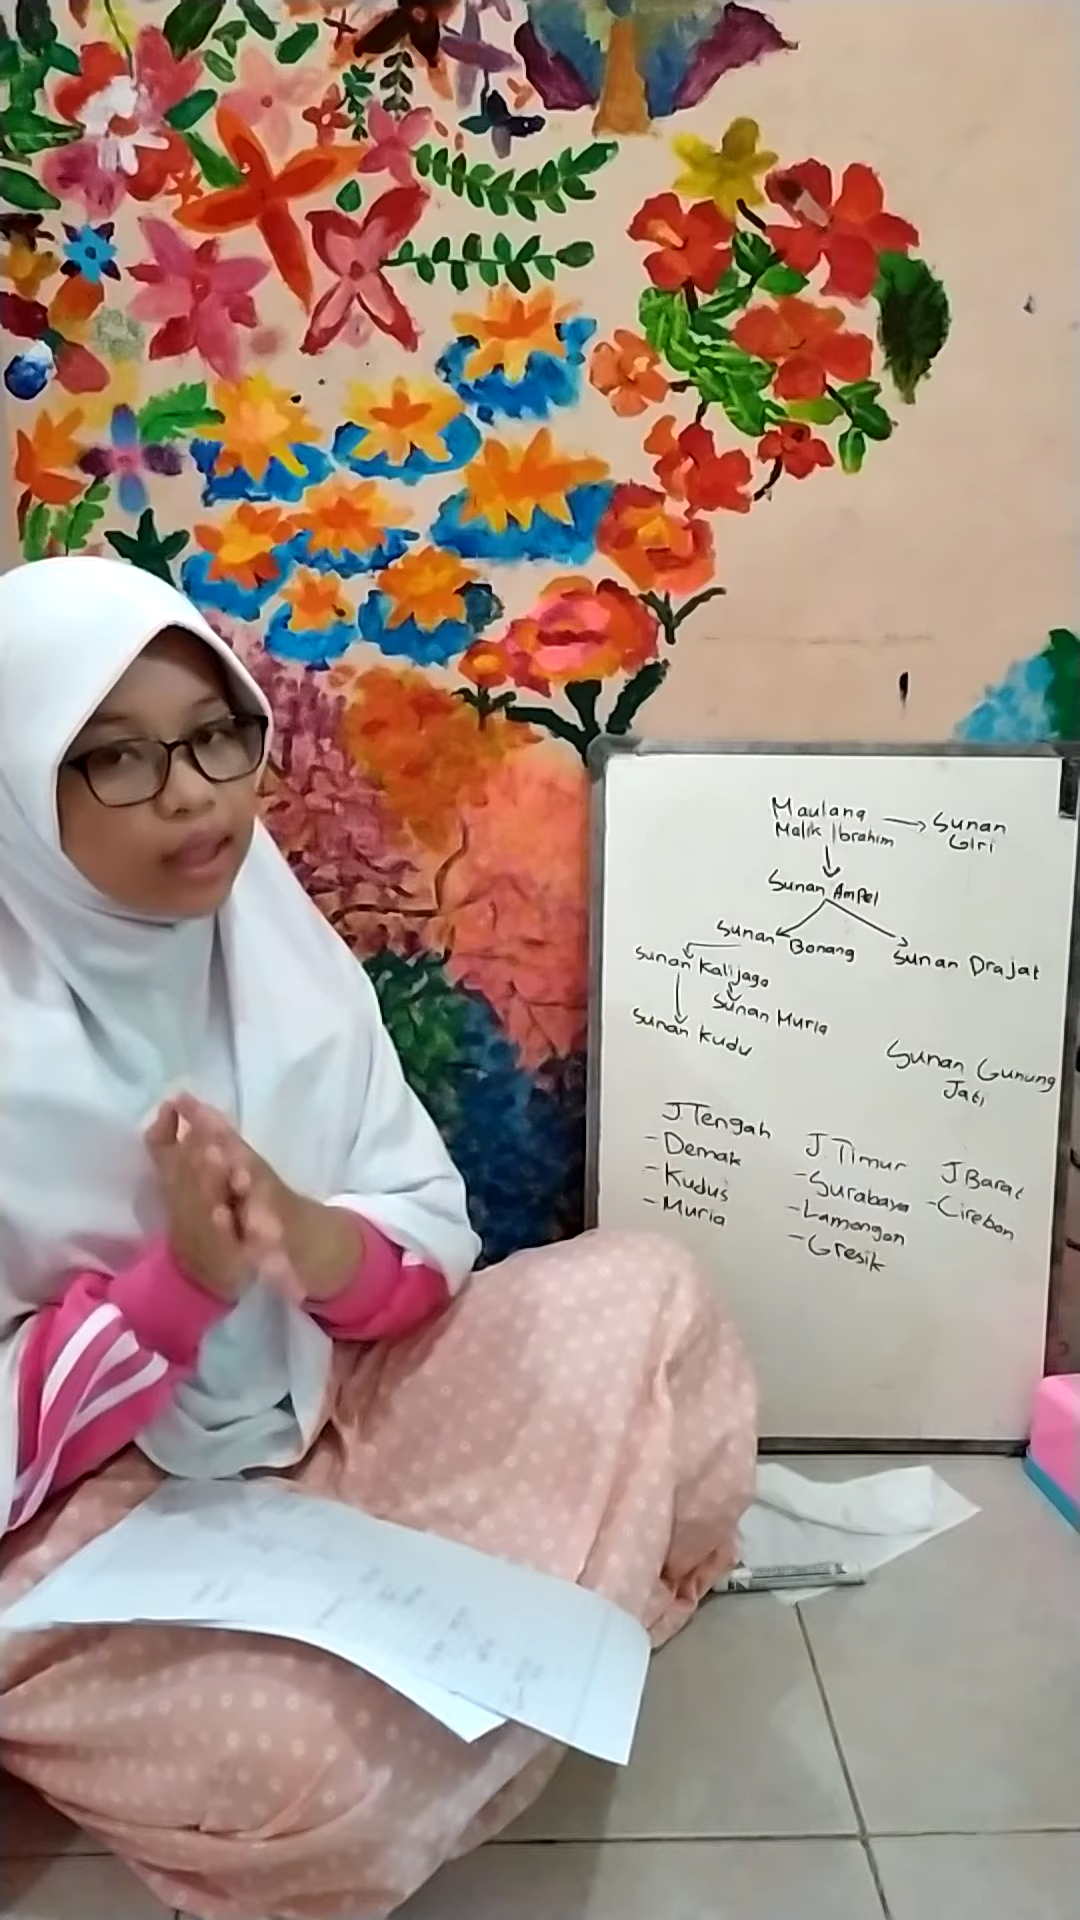 Maulana
Malik Ibrahim → Sunan
Giri
Sunan Ampel
Sunan Bonang
Sunan Drajat
Sunan Kalijaga
Sunan Muria
Sunan Kudu
Sunan Gunung
Jati
J. Tengah
- Demak
- Kudus
- Muria
J. Timur
- Surabaya
- Lamongan
- Gresik
J Barat
- Cirebon